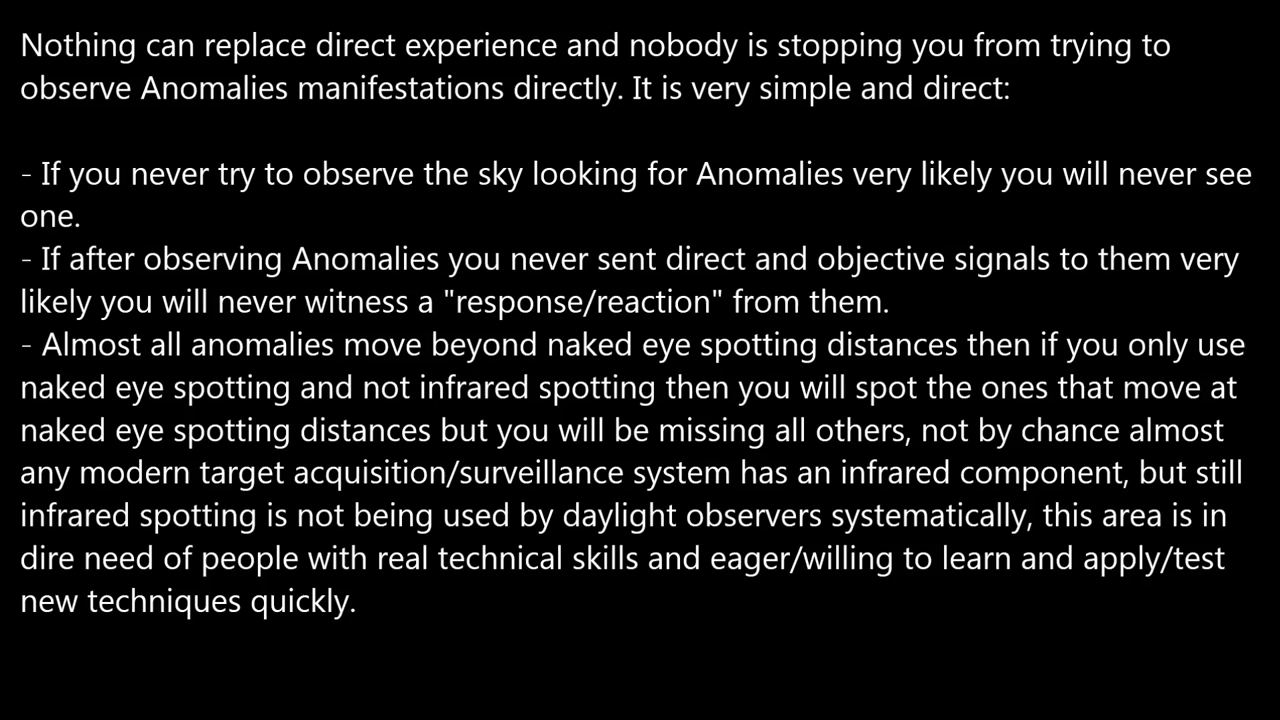 Nothing can replace direct experience and nobody is stopping you from trying to
observe Anomalies manifestations directly. It is very simple and direct:
- If you never try to observe the sky looking for Anomalies very likely you will never see
one.
- If after observing Anomalies you never sent direct and objective signals to them very
likely you will never witness a "response/reaction" from them.
- Almost all anomalies move beyond naked eye spotting distances then if you only use
naked eye spotting and not infrared spotting then you will spot the ones that move at
naked eye spotting distances but you will be missing all others, not by chance almost
any modern target acquisition/surveillance system has an infrared component, but still
infrared spotting is not being used by daylight observers systematically, this area is in
dire need of people with real technical skills and eager/willing to learn and apply/test
new techniques quickly.